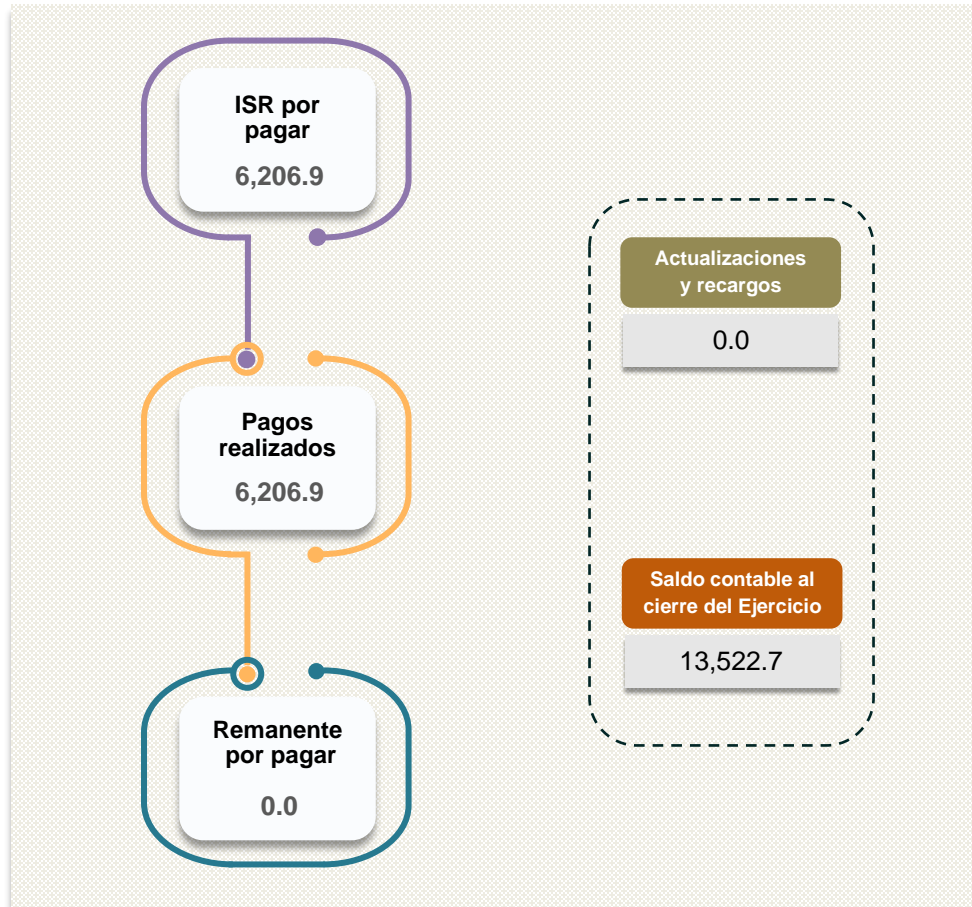 ISR por
pagar
6,206.9
Pagos
realizados
6,206.9
Remanente
por pagar
0.0
Actualizaciones
y recargos
0.0
Saldo contable al
cierre del Ejercicio
13,522.7